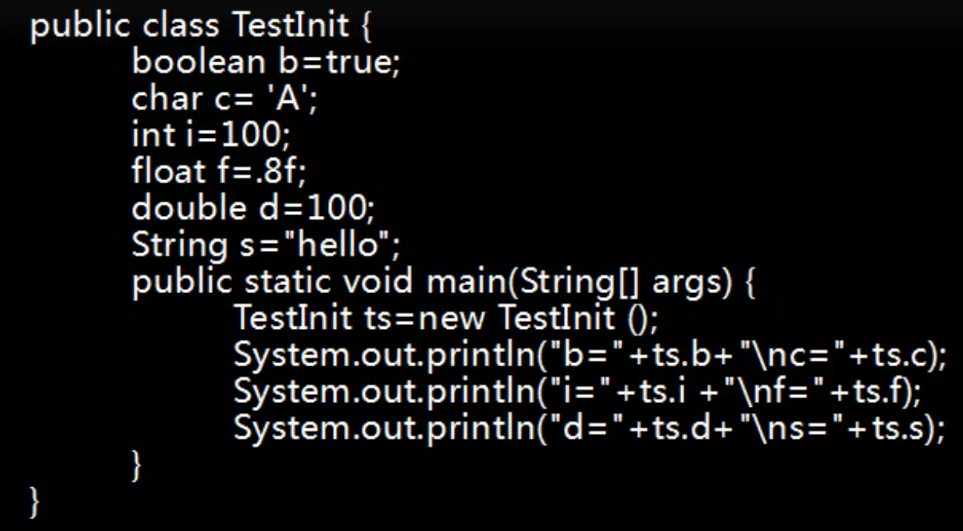 public class TestInit {
boolean b=true;
char c= 'A';
int i=100;
float f=.8f;
double d=100;
String s="hello";
public static void main(String[] args) {
TestInit ts=new TestInit ();
System.out.println("b="+ts.b+"\nc="+ts.c);
System.out.println("i="+ts.i +"\nf="+ts.f);
System.out.println("d="+ts.d+"\ns="+ts.s);
}
}